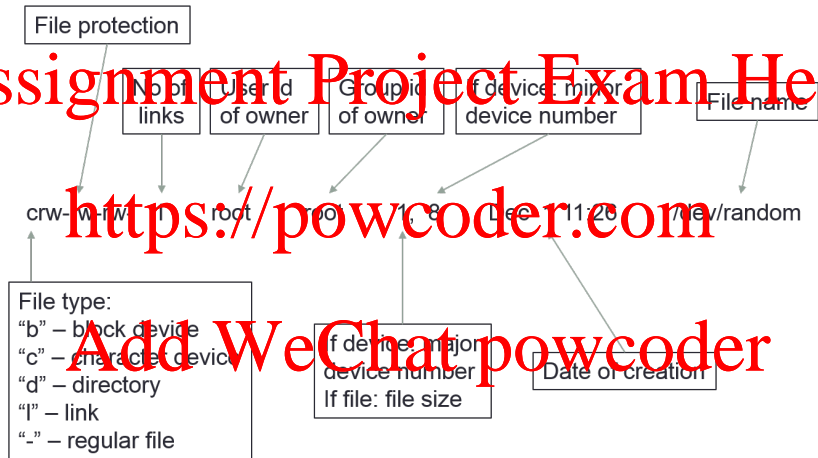 File protection
ssignment Project Exam He
No of
links
User id
of owner
Group id
of owner
If device: minor
device number
File name
crw-rw-rw- 1 root root 1, 8 Dec 11:26 /dev/random
https://powcoder.com
File type:
“b” – block device
“c” – character device
“d” – directory
“l” – link
“-” – regular file
Add WeChat powcoder
If device: major
device number
If file: file size
Date of creation